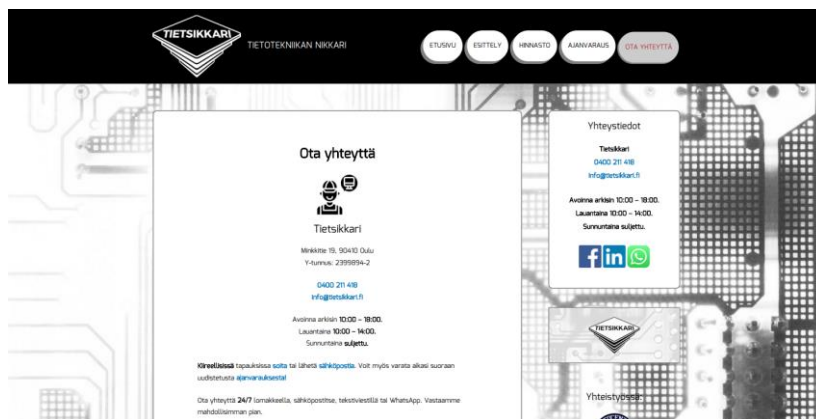 TIETSIKKARI
TIETOTEKNIIKAN NIKKARI
ETUSIVU
ESITTELY
HINNASTO
AJANVARAUS
OTA YHTEYTTÄ
Ota yhteyttä
Tietsikkari
Minkkitie 19, 90410 Oulu
Y-tunnus: 2399894-2
0400 211 418
info@tietsikkari.fi
Avoinna arkisin 10:00 – 18:00.
Lauantaina 10:00 – 14:00.
Sunnuntaina suljettu.
Kiireellisissä tapauksissa soita tai lähetä sähköpostia. Voit myös varata aikasi suoraan
uudistetusta ajanvarauksesta!
Ota yhteyttä 24/7 lomakkeella, sähköpostitse, tekstiviestillä tai WhatsApp. Vastaamme
mahdollisimman pian.
Yhteystiedot
Tietsikkari
0400 211 418
info@tietsikkari.fi
Avoinna arkisin 10:00 – 18:00.
Lauantaina 10:00 – 14:00.
Sunnuntaina suljettu.
TIETSIKKARI
Yhteistyössä: